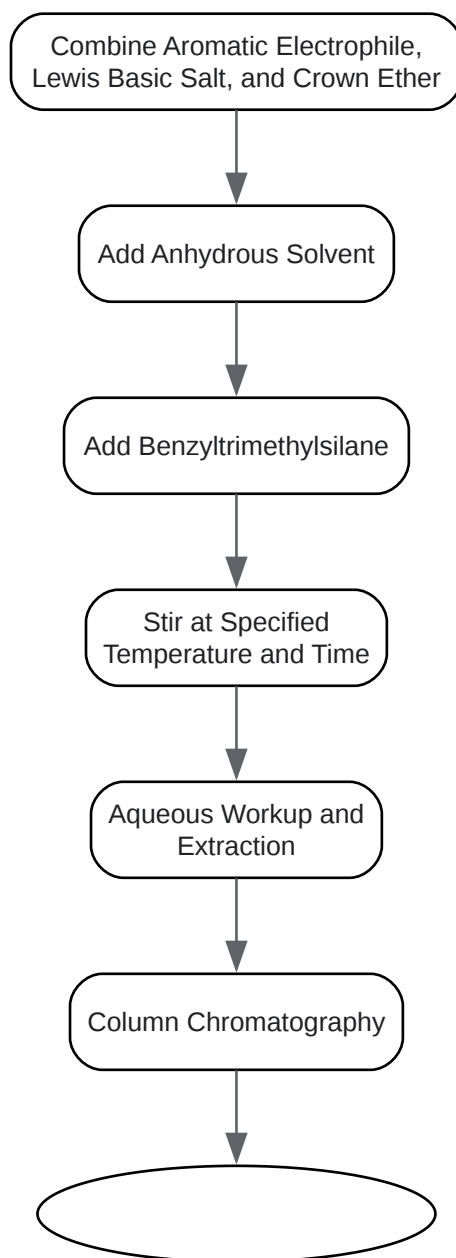 Combine Aromatic Electrophile,
Lewis Basic Salt, and Crown Ether
Add Anhydrous Solvent
Add Benzyltrimethylsilane
Stir at Specified
Temperature and Time
Aqueous Workup and
Extraction
Column Chromatography